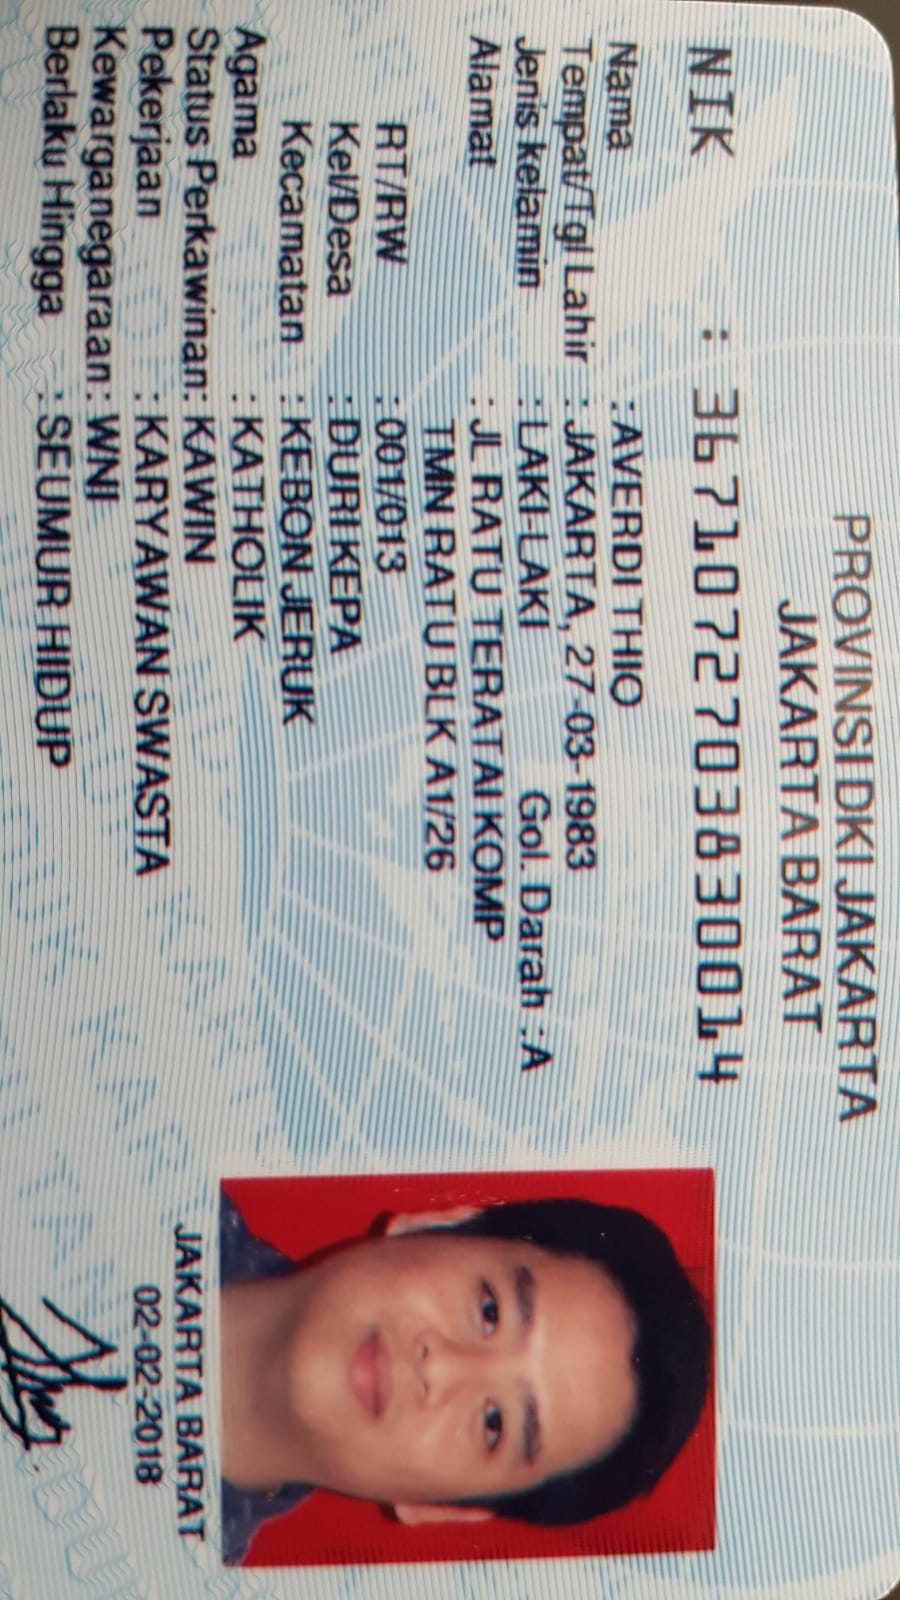 PROVINSI DKI JAKARTA
JAKARTA BARAT
NIK : 3671072703830014
Nama : AVERDI THIO
Tempat/Tgl Lahir : JAKARTA, 27-03-1983
Jenis kelamin : LAKI-LAKI Gol. Darah : A
Alamat : JL RATU TERATAI KOMP
TMN RATU BLK A1/26
RT/RW : 001/013
Kel/Desa : DURI KEPA
Kecamatan : KEBON JERUK
Agama : KATHOLIK
Status Perkawinan: KAWIN
Pekerjaan : KARYAWAN SWASTA
Kewarganegaraan : WNI
Berlaku Hingga : SEUMUR HIDUP
JAKARTA BARAT
02-02-2018